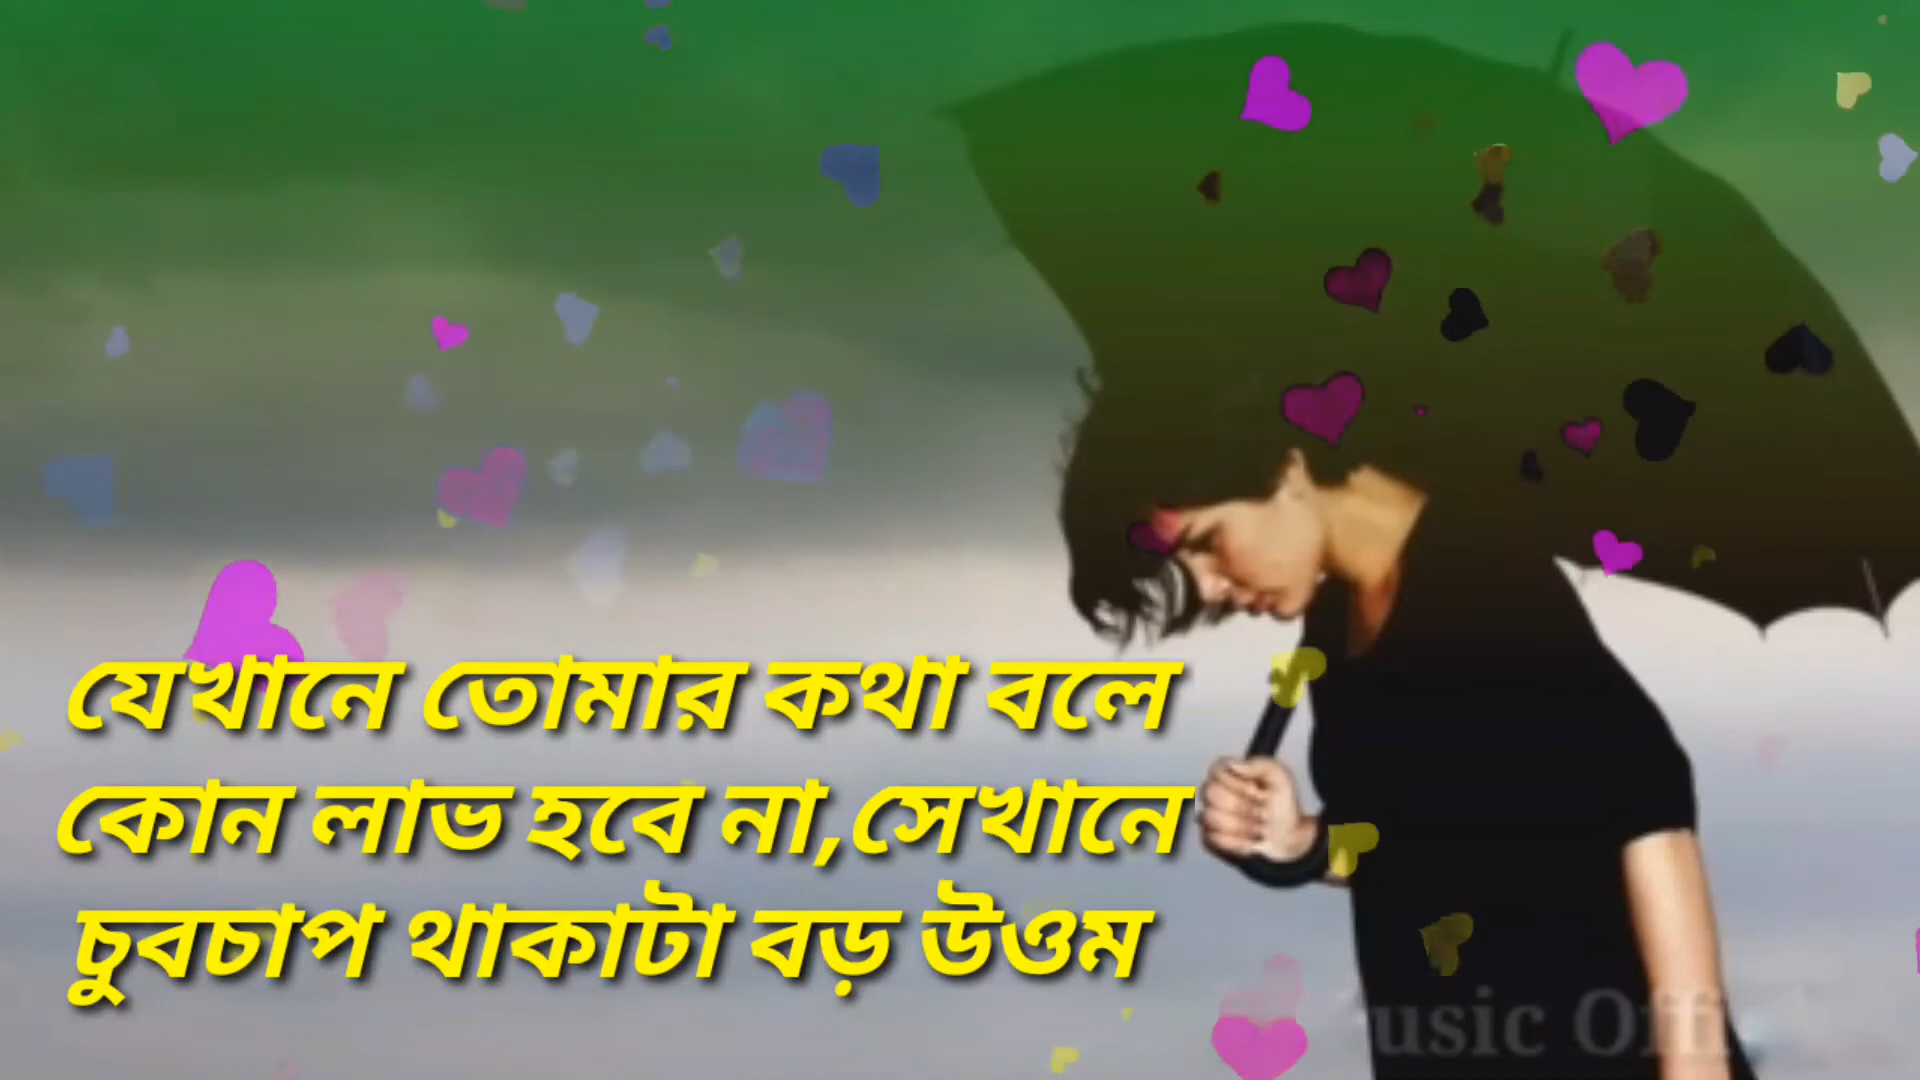 যেখানে তোমার কথা বলে
কোন লাভ হবে না,সেখানে
চুবচাপ থাকাটা বড় উওম